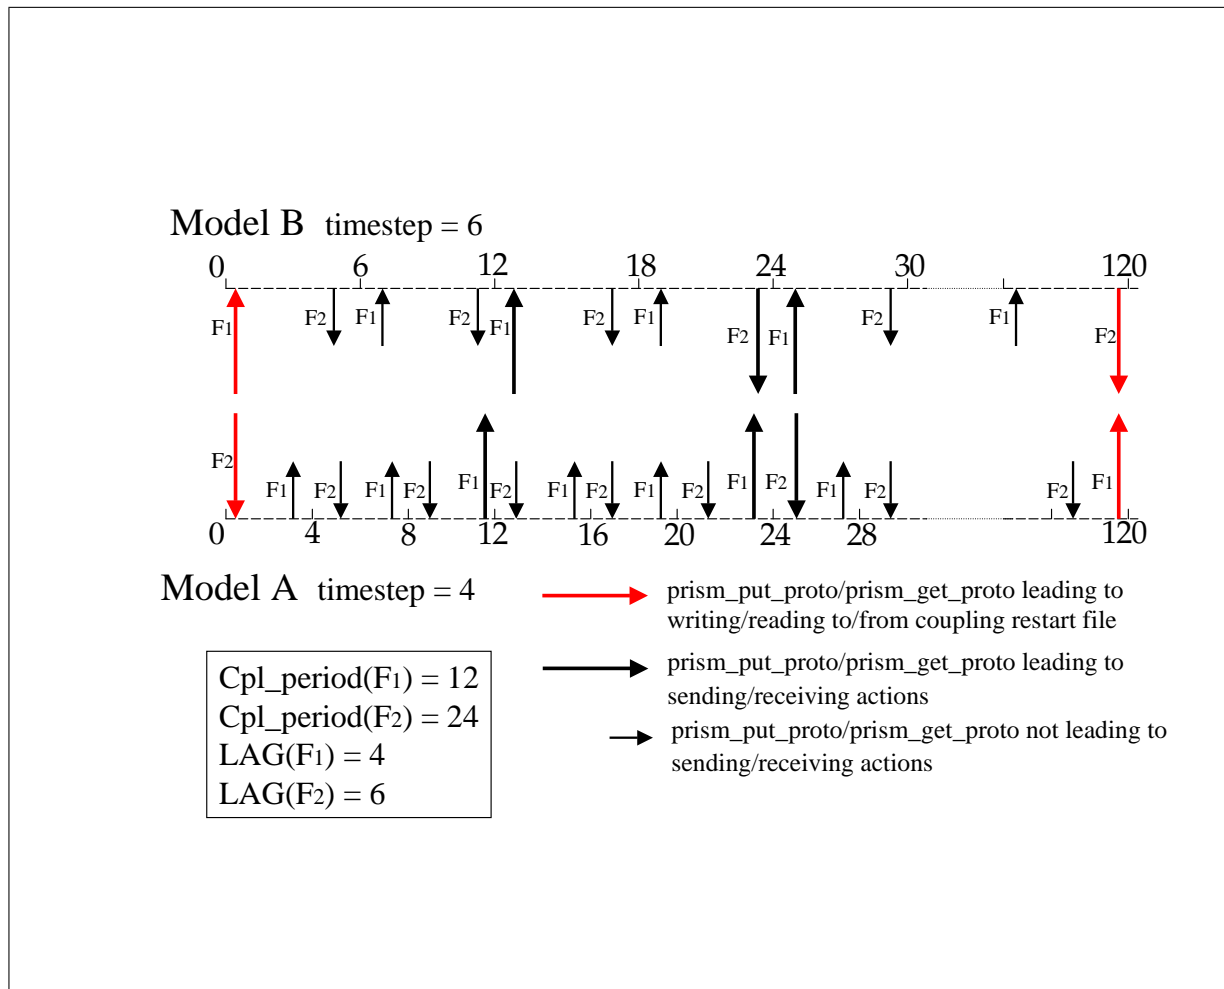 Model B timestep = 6
0 6 12 18 24 30 120
F1 F2 F1 F2 F1 F2 F1 F2 F1 F2 F1 F2
F2 F1 F2 F1 F2 F1 F2 F1 F2 F1 F2 F1 F2 F1 F2 F2 F1
0 4 8 12 16 20 24 28 120
Model A timestep = 4
prism_put_proto/prism_get_proto leading to
writing/reading to/from coupling restart file
prism_put_proto/prism_get_proto leading to
sending/receiving actions
prism_put_proto/prism_get_proto not leading to
sending/receiving actions
Cpl_period(F1) = 12
Cpl_period(F2) = 24
LAG(F1) = 4
LAG(F2) = 6